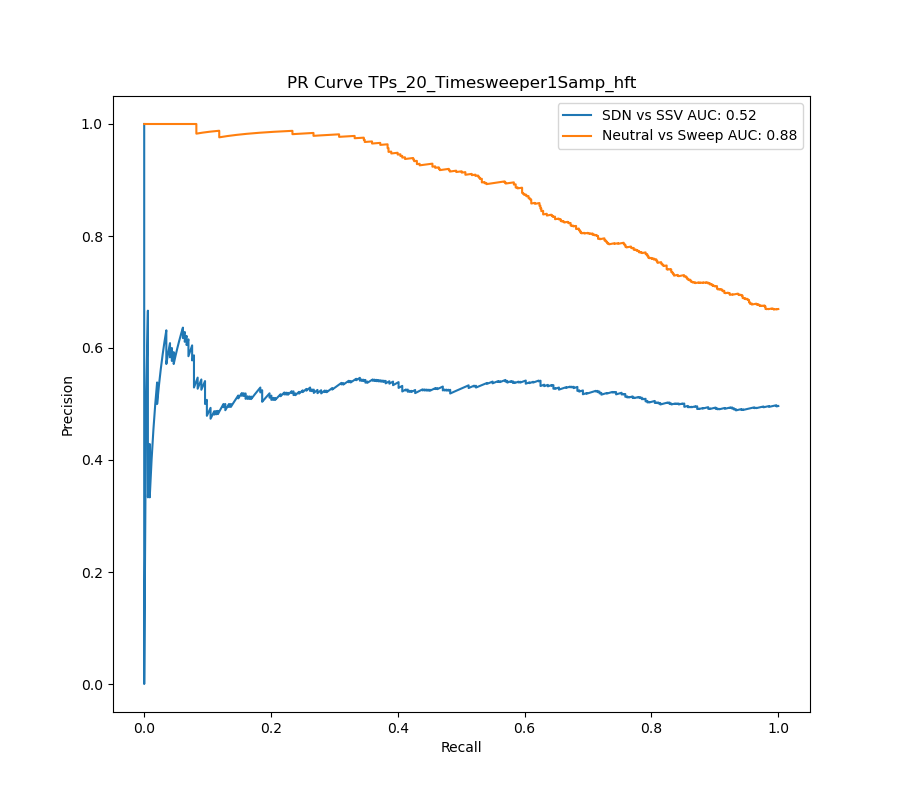 PR Curve TPs_20_Timesweeper1Samp_hft
SDN vs SSV AUC: 0.52
Neutral vs Sweep AUC: 0.88
1.0
0.8
0.6
0.4
0.2
0.0
Precision
0.0 0.2 0.4 0.6 0.8 1.0
Recall